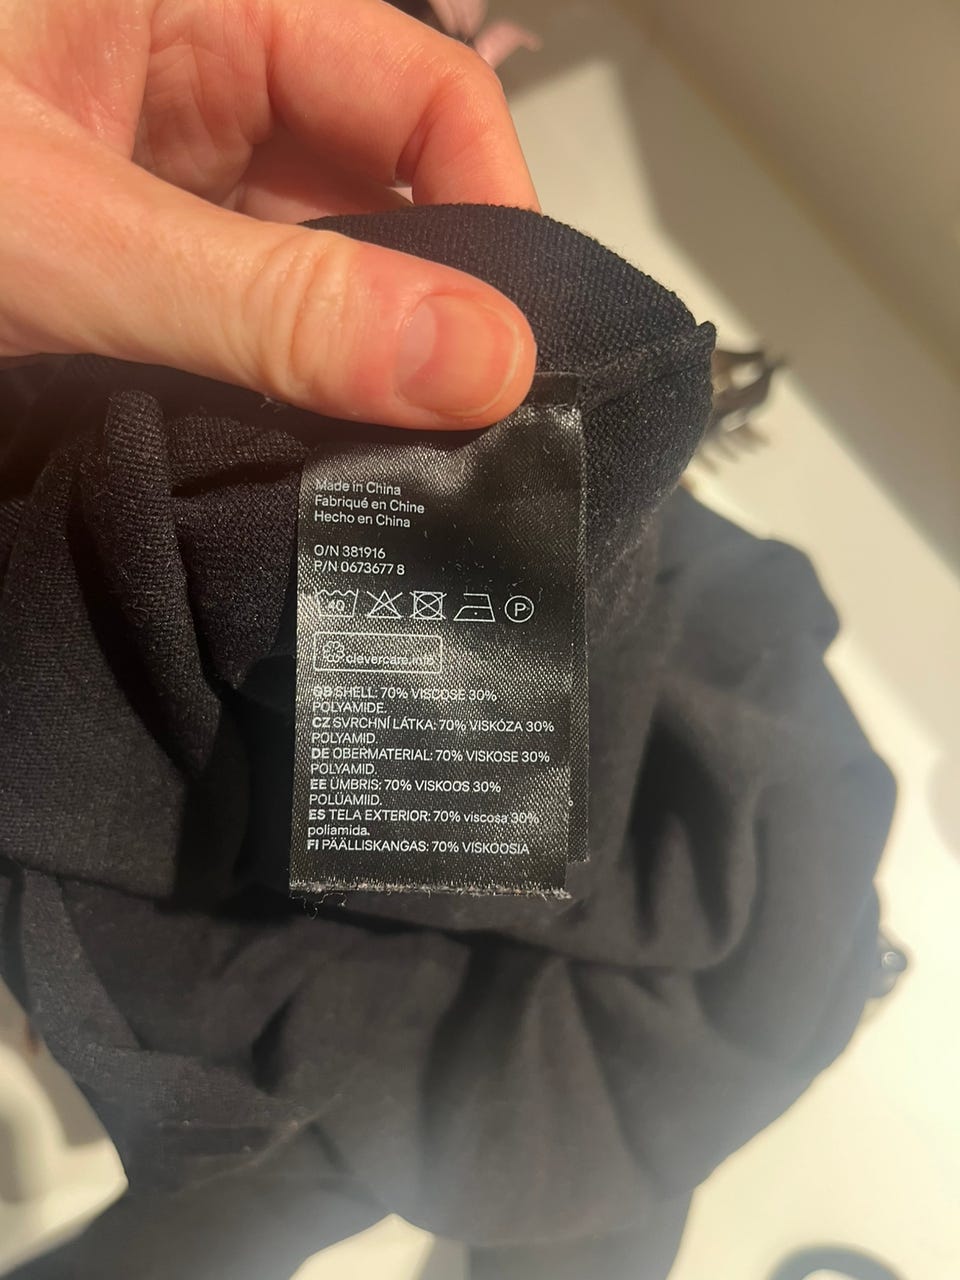 Made in China
Fabriqué en Chine
Hecho en China
O/N 381916
P/N 0673677 8
40 P
clevercare.info
GB SHELL: 70% VISCOSE 30%
POLYAMIDE.
CZ SVRCHNÍ LÁTKA: 70% VISKÓZA 30%
POLYAMID.
DE OBERMATERIAL: 70% VISKOSE 30%
POLYAMID.
EE ÜMBRIS: 70% VISKOOS 30%
POLÜAMIID.
ES TELA EXTERIOR: 70% viscosa 30%
poliamida.
FI PÄÄLLISKANGAS: 70% VISKOOSIA